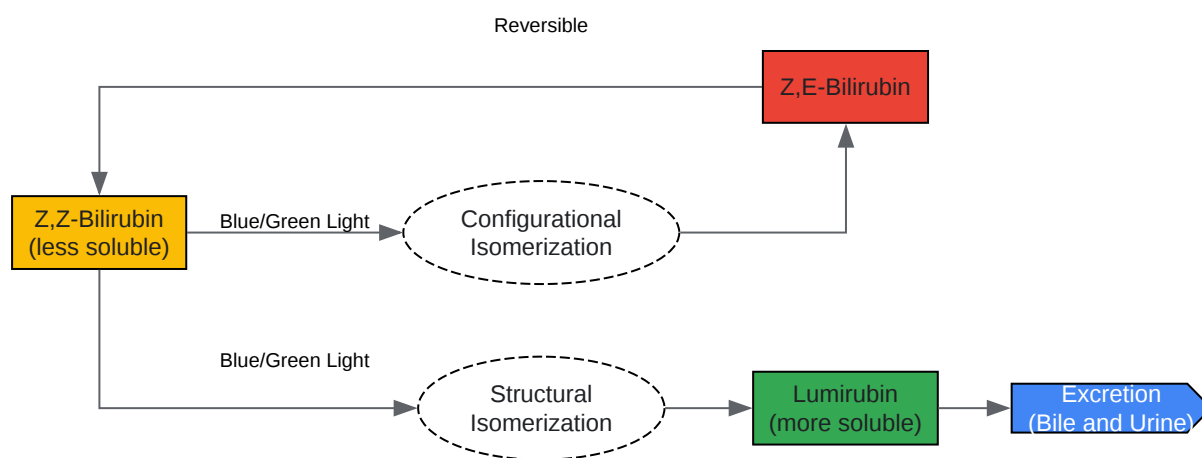 Reversible
Z,E-Bilirubin
Z,Z-Bilirubin
(less soluble)
Blue/Green Light
Configurational
Isomerization
Blue/Green Light
Structural
Isomerization
Lumirubin
(more soluble)
Excretion
(Bile and Urine)